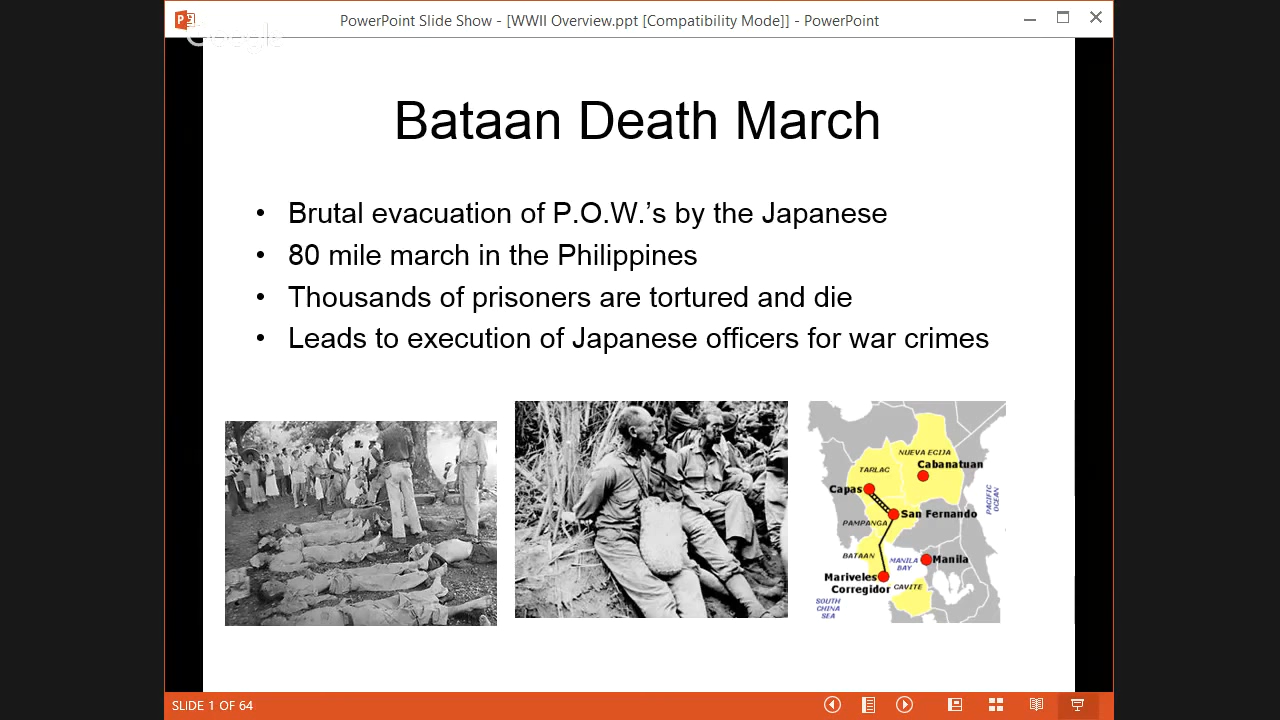 PowerPoint Slide Show - [WWII Overview.ppt [Compatibility Mode]] - PowerPoint
Google
Bataan Death March
• Brutal evacuation of P.O.W.’s by the Japanese
• 80 mile march in the Philippines
• Thousands of prisoners are tortured and die
• Leads to execution of Japanese officers for war crimes
NUEVA ECIJA
Cabanatuan
TARLAC
Capas
PACIFIC
OCEAN
San Fernando
PAMPANGA
BATAAN
MANILA
BAY
Manila
Mariveles
Corregidor
CAVITE
SOUTH
CHINA
SEA
SLIDE 1 OF 64